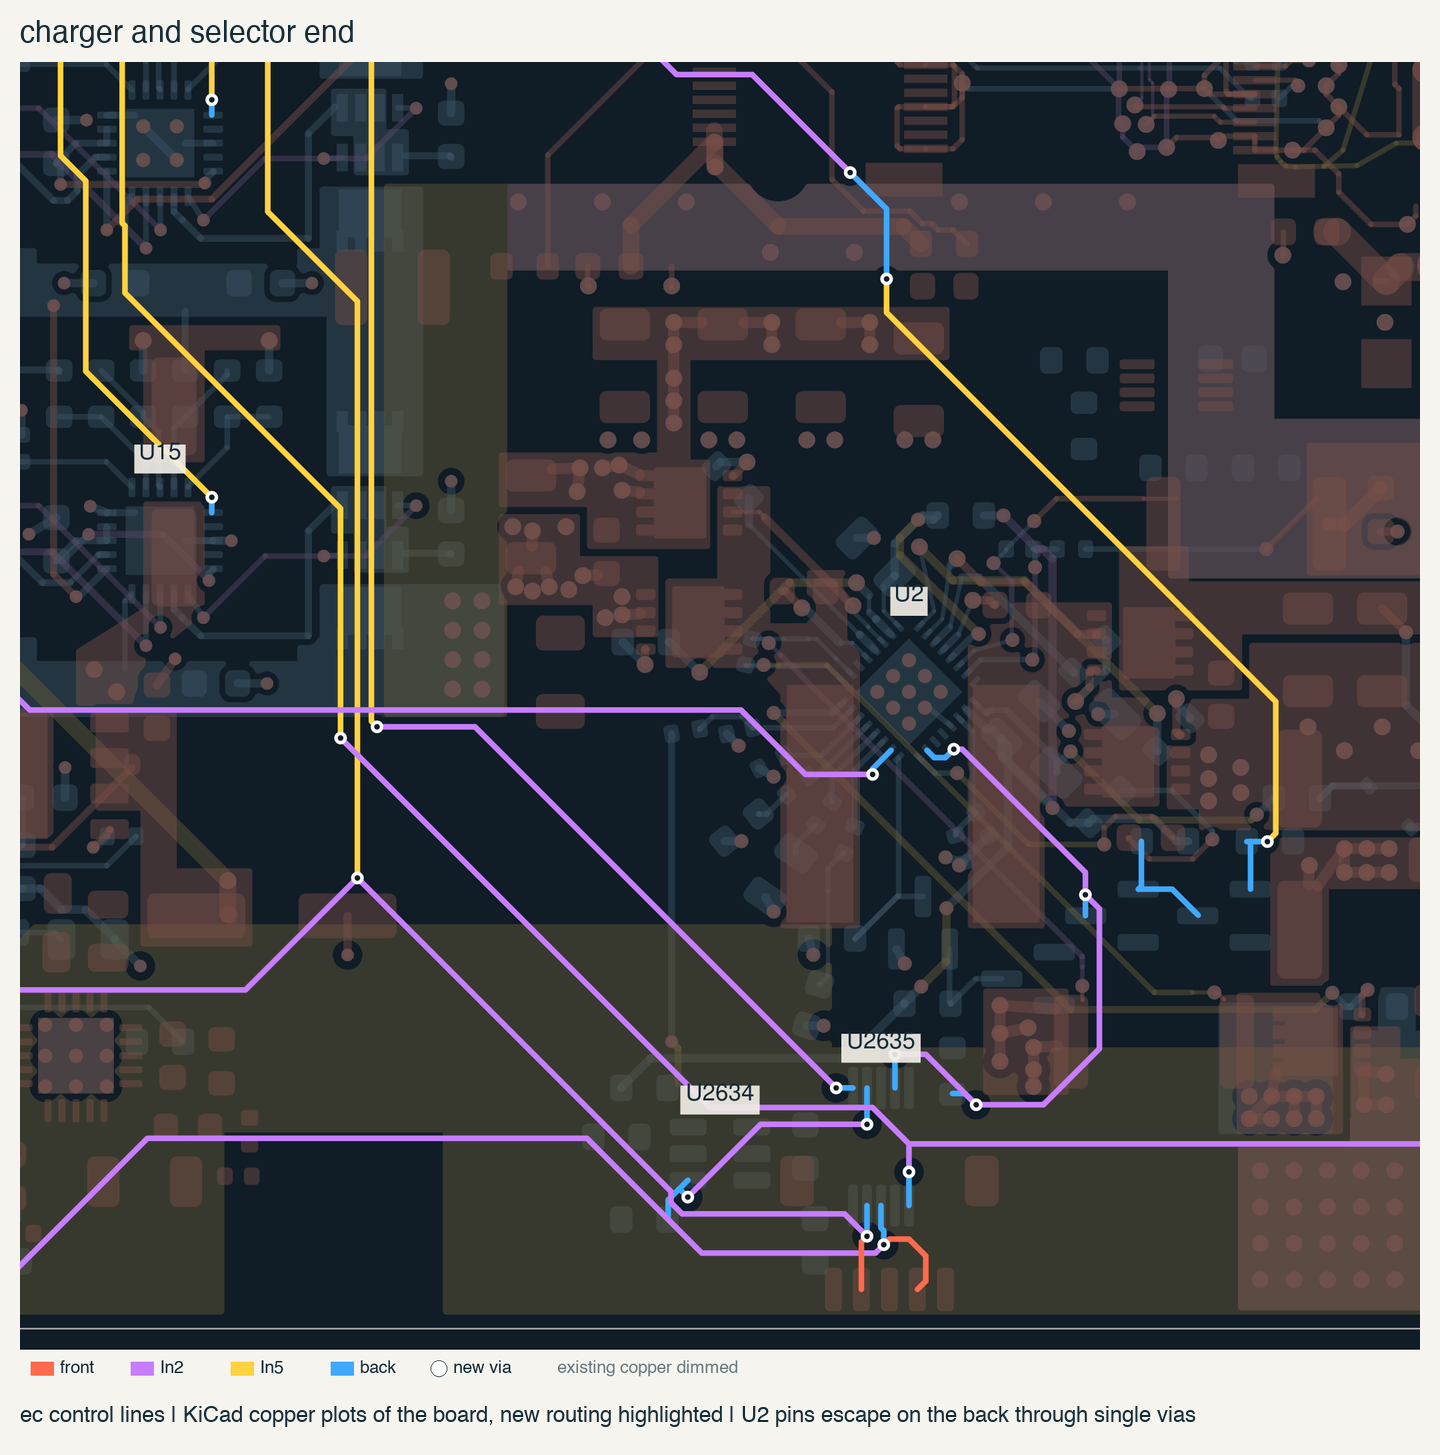 charger and selector end
U15
U2
U2635
U2634
front In2 In5 back new via existing copper dimmed
ec control lines | KiCad copper plots of the board, new routing highlighted | U2 pins escape on the back through single vias